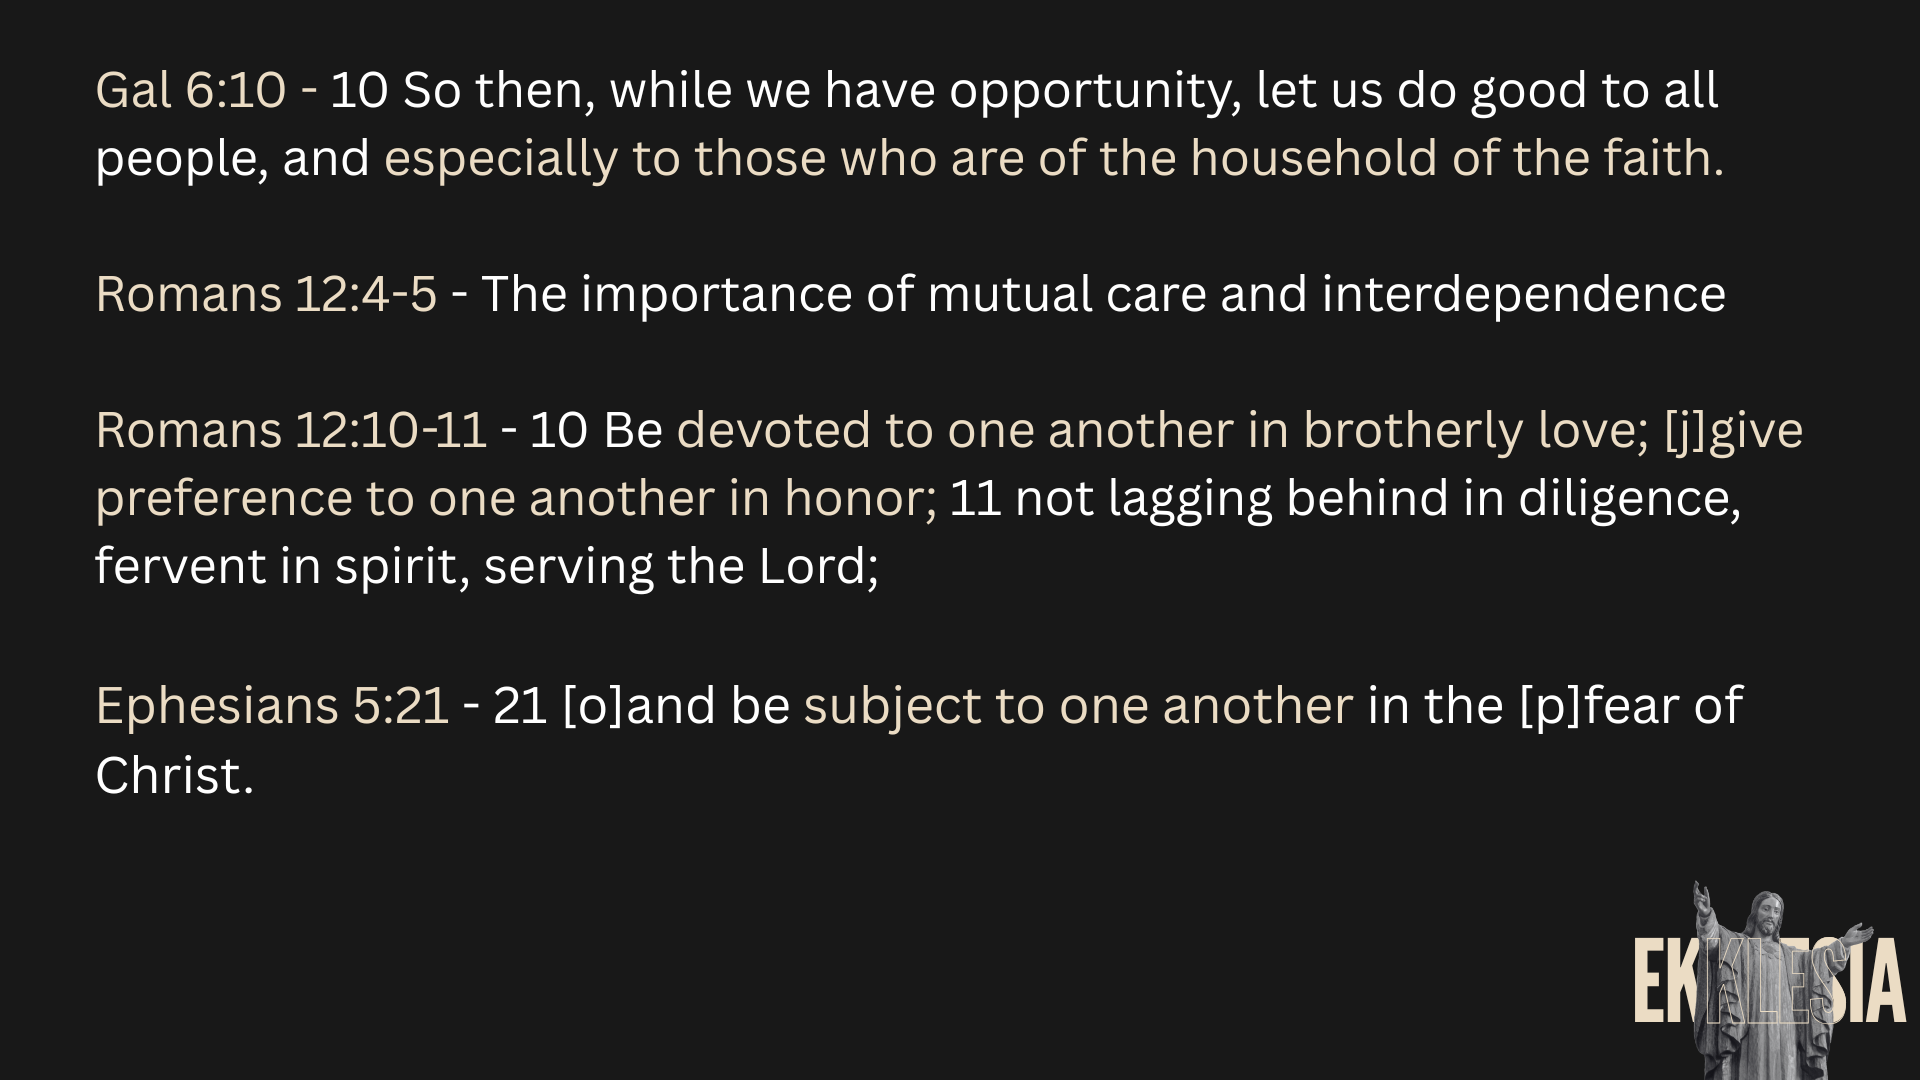 Gal 6:10 - 10 So then, while we have opportunity, let us do good to all
people, and especially to those who are of the household of the faith.
Romans 12:4-5 - The importance of mutual care and interdependence
Romans 12:10-11 - 10 Be devoted to one another in brotherly love; [j]give
preference to one another in honor; 11 not lagging behind in diligence,
fervent in spirit, serving the Lord;
Ephesians 5:21 - 21 [o]and be subject to one another in the [p]fear of
Christ.
EKKLESIA